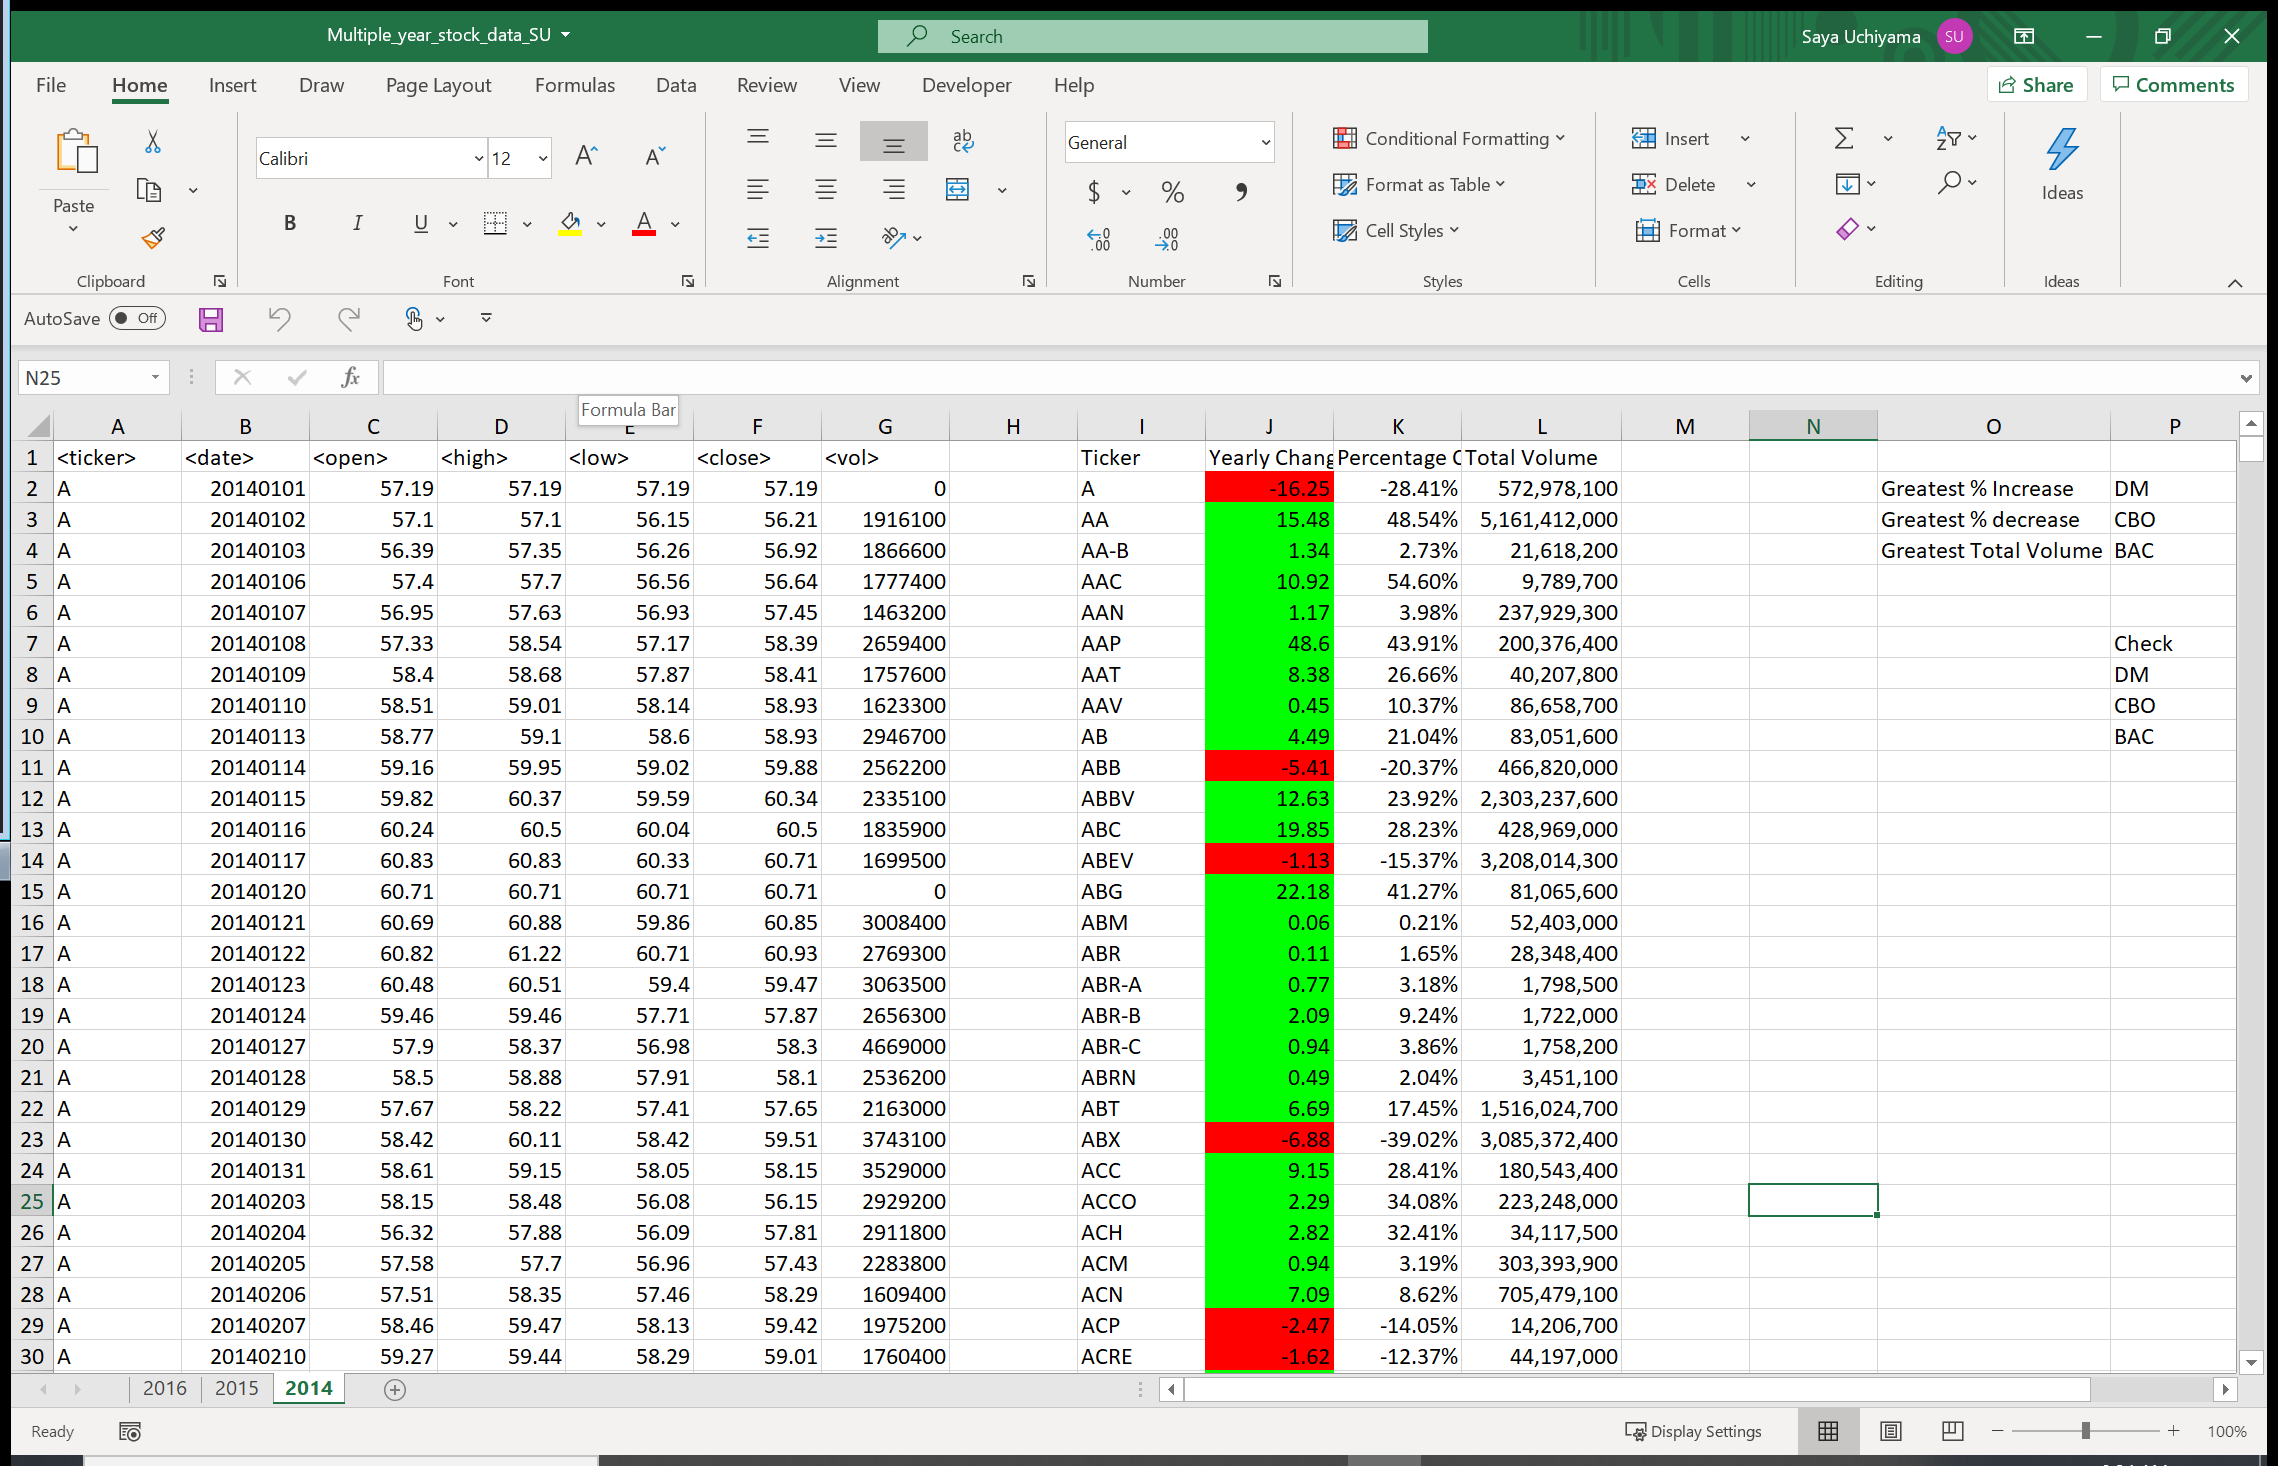 Multiple_year_stock_data_SU
Search
Saya Uchiyama SU
File Home Insert Draw Page Layout Formulas Data Review View Developer Help Share Comments
Paste
Clipboard
Calibri 12
B I U A
Font
ab
Alignment
General
$ % ,
Number
Conditional Formatting
Format as Table
Cell Styles
Styles
Insert
Delete
Format
Cells
Editing
Ideas
Ideas
AutoSave Off
N25 fx
Formula Bar
A B C D E F G H I J K L M N O P
1 <ticker> <date> <open> <high> <low> <close> <vol> Ticker Yearly Chang Percentage C Total Volume
2 A 20140101 57.19 57.19 57.19 57.19 0 A -16.25 -28.41% 572,978,100 Greatest % Increase DM
3 A 20140102 57.1 57.1 56.15 56.21 1916100 AA 15.48 48.54% 5,161,412,000 Greatest % decrease CBO
4 A 20140103 56.39 57.35 56.26 56.92 1866600 AA-B 1.34 2.73% 21,618,200 Greatest Total Volume BAC
5 A 20140106 57.4 57.7 56.56 56.64 1777400 AAC 10.92 54.60% 9,789,700
6 A 20140107 56.95 57.63 56.93 57.45 1463200 AAN 1.17 3.98% 237,929,300
7 A 20140108 57.33 58.54 57.17 58.39 2659400 AAP 48.6 43.91% 200,376,400 Check
8 A 20140109 58.4 58.68 57.87 58.41 1757600 AAT 8.38 26.66% 40,207,800 DM
9 A 20140110 58.51 59.01 58.14 58.93 1623300 AAV 0.45 10.37% 86,658,700 CBO
10 A 20140113 58.77 59.1 58.6 58.93 2946700 AB 4.49 21.04% 83,051,600 BAC
11 A 20140114 59.16 59.95 59.02 59.88 2562200 ABB -5.41 -20.37% 466,820,000
12 A 20140115 59.82 60.37 59.59 60.34 2335100 ABBV 12.63 23.92% 2,303,237,600
13 A 20140116 60.24 60.5 60.04 60.5 1835900 ABC 19.85 28.23% 428,969,000
14 A 20140117 60.83 60.83 60.33 60.71 1699500 ABEV -1.13 -15.37% 3,208,014,300
15 A 20140120 60.71 60.71 60.71 60.71 0 ABG 22.18 41.27% 81,065,600
16 A 20140121 60.69 60.88 59.86 60.85 3008400 ABM 0.06 0.21% 52,403,000
17 A 20140122 60.82 61.22 60.71 60.93 2769300 ABR 0.11 1.65% 28,348,400
18 A 20140123 60.48 60.51 59.4 59.47 3063500 ABR-A 0.77 3.18% 1,798,500
19 A 20140124 59.46 59.46 57.71 57.87 2656300 ABR-B 2.09 9.24% 1,722,000
20 A 20140127 57.9 58.37 56.98 58.3 4669000 ABR-C 0.94 3.86% 1,758,200
21 A 20140128 58.5 58.88 57.91 58.1 2536200 ABRN 0.49 2.04% 3,451,100
22 A 20140129 57.67 58.22 57.41 57.65 2163000 ABT 6.69 17.45% 1,516,024,700
23 A 20140130 58.42 60.11 58.42 59.51 3743100 ABX -6.88 -39.02% 3,085,372,400
24 A 20140131 58.61 59.15 58.05 58.15 3529000 ACC 9.15 28.41% 180,543,400
25 A 20140203 58.15 58.48 56.08 56.15 2929200 ACCO 2.29 34.08% 223,248,000
26 A 20140204 56.32 57.88 56.09 57.81 2911800 ACH 2.82 32.41% 34,117,500
27 A 20140205 57.58 57.7 56.96 57.43 2283800 ACM 0.94 3.19% 303,393,900
28 A 20140206 57.51 58.35 57.46 58.29 1609400 ACN 7.09 8.62% 705,479,100
29 A 20140207 58.46 59.47 58.13 59.42 1975200 ACP -2.47 -14.05% 14,206,700
30 A 20140210 59.27 59.44 58.29 59.01 1760400 ACRE -1.62 -12.37% 44,197,000
2016 2015 2014
Ready Display Settings 100%